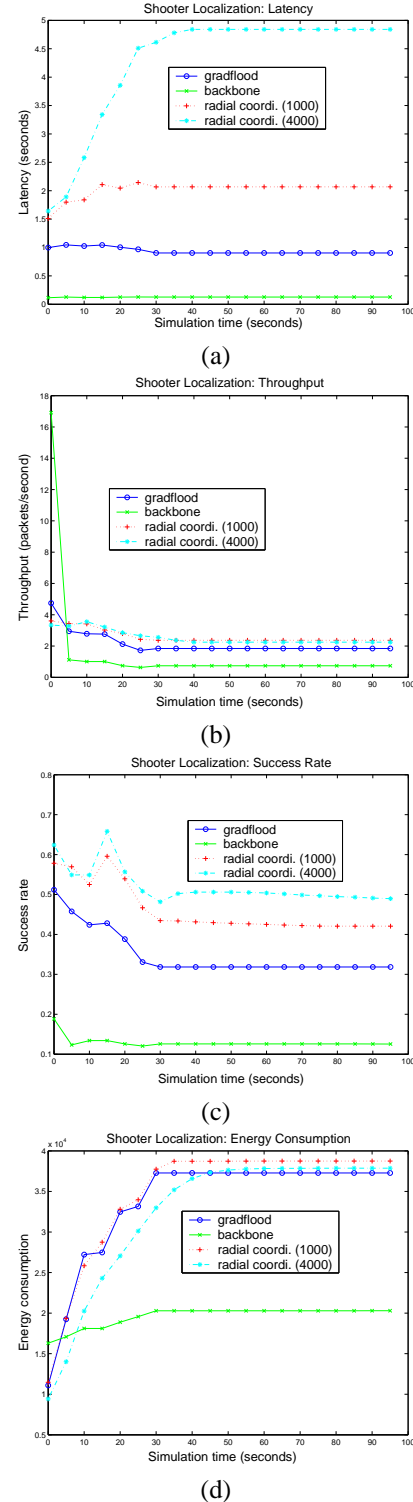 Shooter Localization: Latency
5
4.5
4
3.5
3
2.5
2
1.5
1
0.5
0
Latency (seconds)
gradflood
backbone
radial coordi. (1000)
radial coordi. (4000)
0 10 20 30 40 50 60 70 80 90 100
Simulation time (seconds)
(a)
Shooter Localization: Throughput
18
16
14
12
10
8
6
4
2
0
Throughput (packets/second)
gradflood
backbone
radial coordi. (1000)
radial coordi. (4000)
0 10 20 30 40 50 60 70 80 90 100
Simulation time (seconds)
(b)
Shooter Localization: Success Rate
0.8
0.7
0.6
0.5
0.4
0.3
0.2
0.1
Success rate
gradflood
backbone
radial coordi. (1000)
radial coordi. (4000)
0 10 20 30 40 50 60 70 80 90 100
Simulation time (seconds)
(c)
Shooter Localization: Energy Consumption
x 10^4
4
3.5
3
2.5
2
1.5
1
0.5
Energy consumption
gradflood
backbone
radial coordi. (1000)
radial coordi. (4000)
0 10 20 30 40 50 60 70 80 90 100
Simulation time (seconds)
(d)